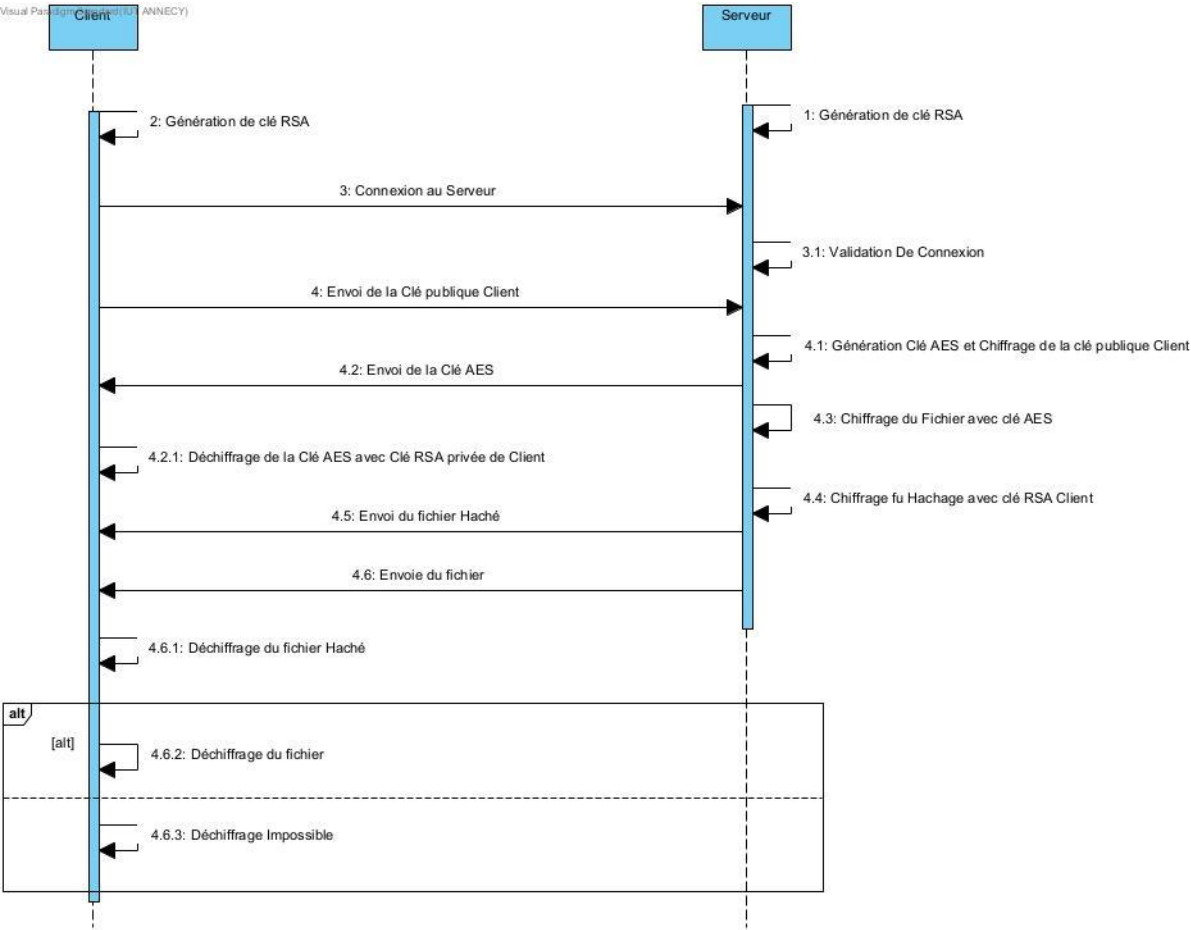 Visual Paradigm Standard(IUT ANNECY)
Client
Serveur
1: Génération de clé RSA
2: Génération de clé RSA
3: Connexion au Serveur
3.1: Validation De Connexion
4: Envoi de la Clé publique Client
4.1: Génération Clé AES et Chiffrage de la clé publique Client
4.2: Envoi de la Clé AES
4.3: Chiffrage du Fichier avec clé AES
4.2.1: Déchiffrage de la Clé AES avec Clé RSA privée de Client
4.4: Chiffrage fu Hachage avec clé RSA Client
4.5: Envoi du fichier Haché
4.6: Envoie du fichier
4.6.1: Déchiffrage du fichier Haché
alt
[alt]
4.6.2: Déchiffrage du fichier
4.6.3: Déchiffrage Impossible